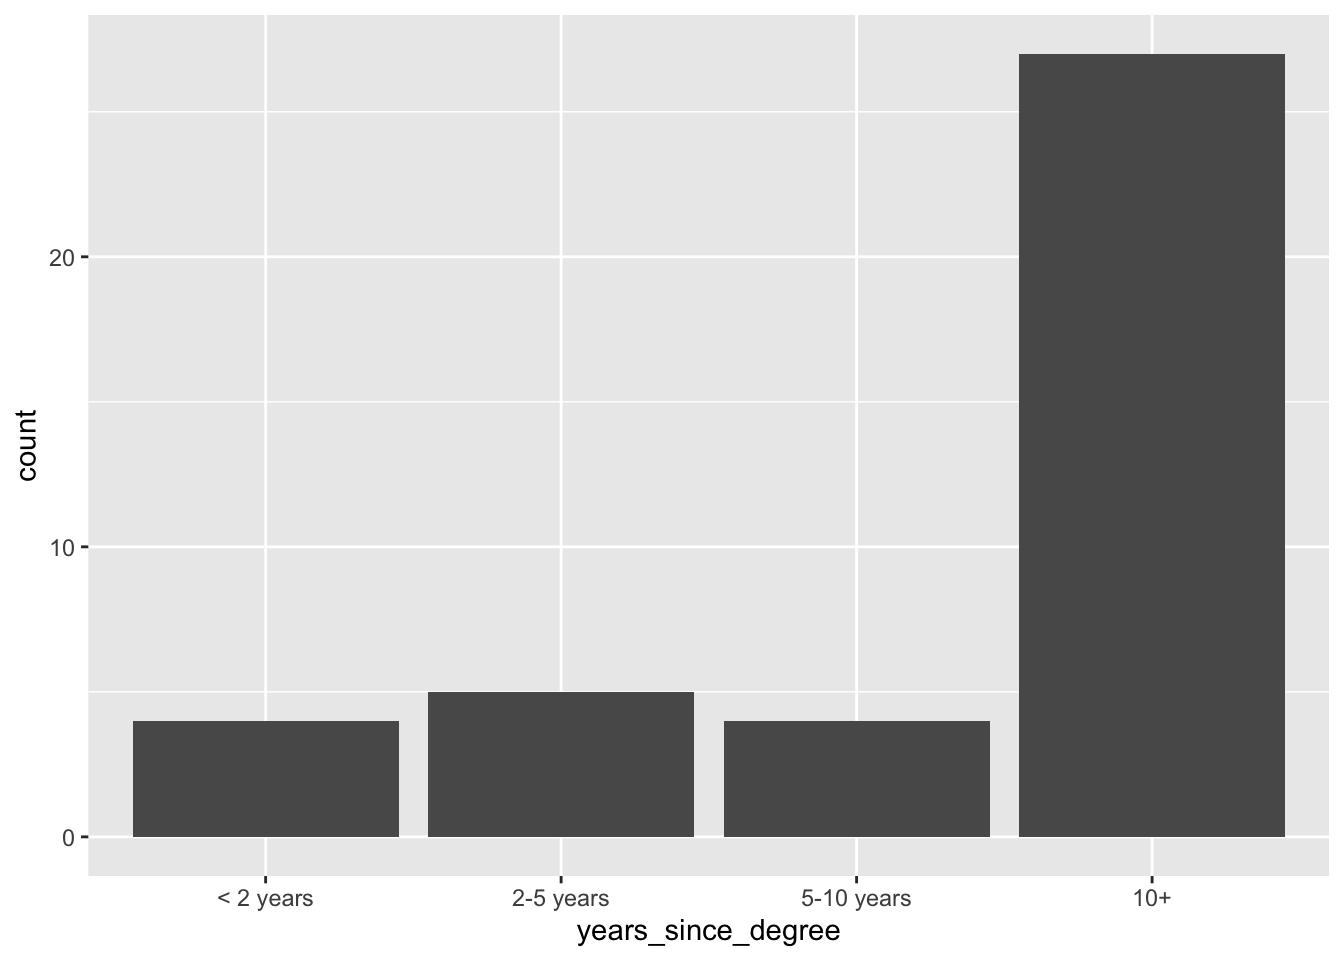 count
20
10
0
< 2 years
2-5 years
5-10 years
10+
years_since_degree